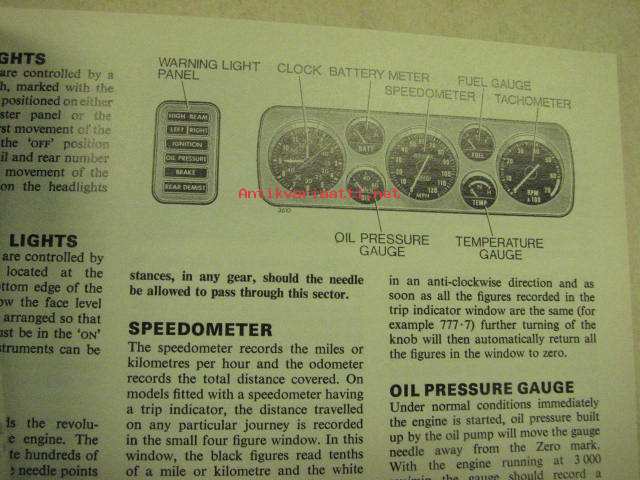 WARNING LIGHT
PANEL
CLOCK BATTERY METER
SPEEDOMETER
FUEL GAUGE
TACHOMETER
HIGH BEAM
LEFT RIGHT
IGNITION
OIL PRESSURE
BRAKE
REAR DEMIST
BATT
FUEL
OIL
MPH
TEMP
RPM
x 100
Antikvariaatti.net
OIL PRESSURE
GAUGE
TEMPERATURE
GAUGE
GHTS
are controlled by a
h, marked with the
positioned on either
ster panel or the
rst movement of the
the 'OFF' position
il and rear number
movement of the
on the headlights
LIGHTS
are controlled by
located at the
ttom edge of the
ow the face level
arranged so that
ust be in the 'ON'
struments can be
ds the revolu-
e engine. The
te hundreds of
needle points
stances, in any gear, should the needle
be allowed to pass through this sector.
SPEEDOMETER
The speedometer records the miles or
kilometres per hour and the odometer
records the total distance covered. On
models fitted with a speedometer having
a trip indicator, the distance travelled
on any particular journey is recorded
in the small four figure window. In this
window, the black figures read tenths
of a mile or kilometre and the white
in an anti-clockwise direction and as
soon as all the figures recorded in the
trip indicator window are the same (for
example 777·7) further turning of the
knob will then automatically return all
the figures in the window to zero.
OIL PRESSURE GAUGE
Under normal conditions immediately
the engine is started, oil pressure built
up by the oil pump will move the gauge
needle away from the Zero mark.
With the engine running at 3 000
rev/min the gauge should record a